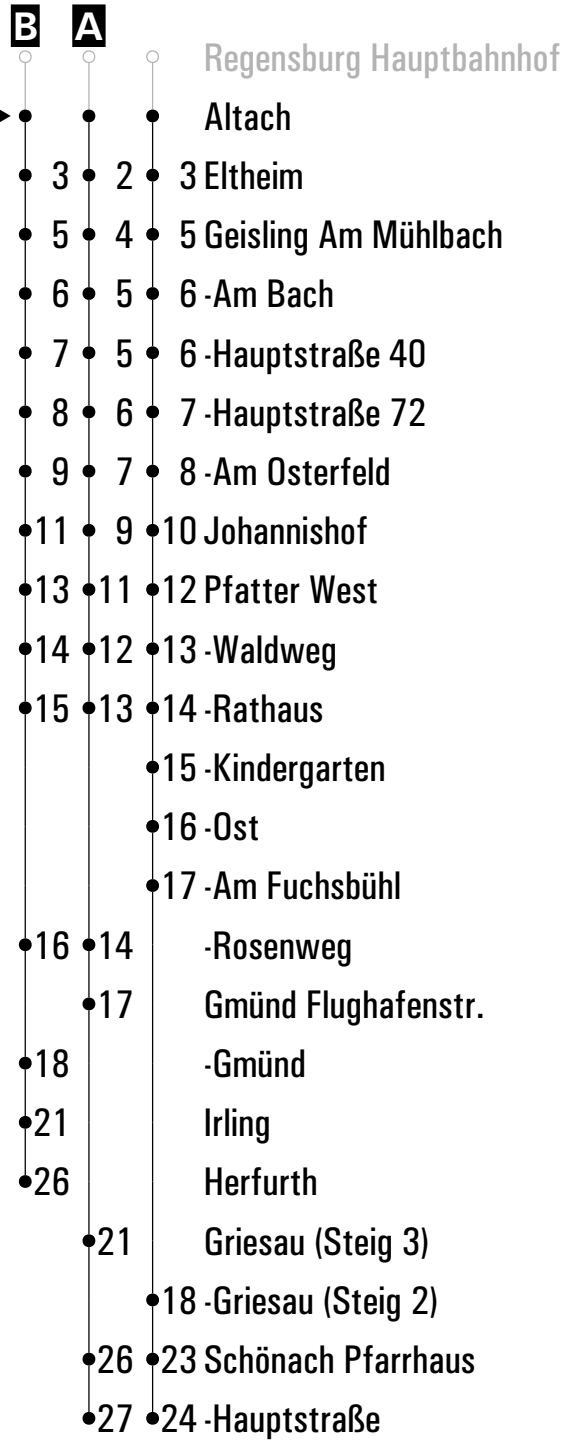 B A
Regensburg Hauptbahnhof
Altach
3 2 3 Eltheim
5 4 5 Geisling Am Mühlbach
6 5 6 -Am Bach
7 5 6 -Hauptstraße 40
8 6 7 -Hauptstraße 72
9 7 8 -Am Osterfeld
11 9 10 Johannishof
13 11 12 Pfatter West
14 12 13 -Waldweg
15 13 14 -Rathaus
15 -Kindergarten
16 -Ost
17 -Am Fuchsbühl
16 14 -Rosenweg
17 Gmünd Flughafenstr.
18 -Gmünd
21 Irling
26 Herfurth
21 Griesau (Steig 3)
18 -Griesau (Steig 2)
26 23 Schönach Pfarrhaus
27 24 -Hauptstraße